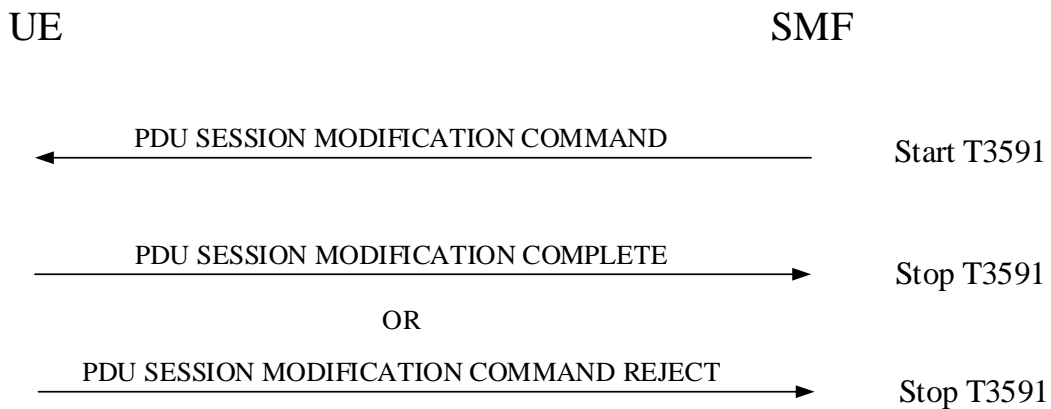 UE
SMF
PDU SESSION MODIFICATION COMMAND
Start T3591
PDU SESSION MODIFICATION COMPLETE
Stop T3591
OR
PDU SESSION MODIFICATION COMMAND REJECT
Stop T3591